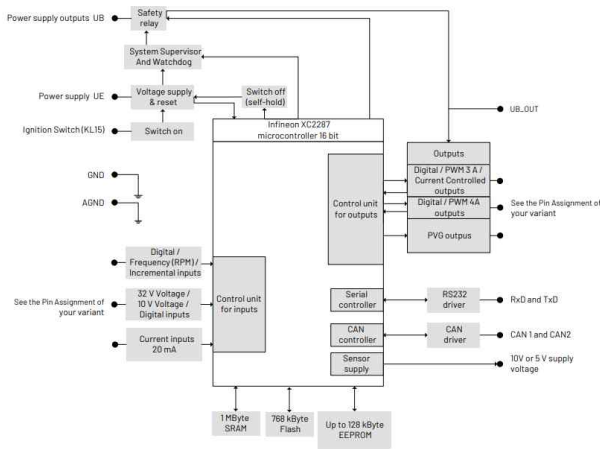 Power supply outputs UB
Safety
relay
System Supervisor
And Watchdog
Power supply UE
Voltage supply
& reset
Switch off
(self-hold)
UB_OUT
Ignition Switch (KL15)
Switch on
Infineon XC2287
microcontroller 16 bit
Outputs
GND
AGND
Control unit
for outputs
Digital / PWM 3 A /
Current Controlled
outputs
Digital / PWM 4A
outputs
See the Pin Assignment of
your variant
PVG outpus
Digital /
Frequency (RPM) /
Incremental inputs
See the Pin Assignment of
your variant
32 V Voltage /
10 V Voltage /
Digital inputs
Control unit
for inputs
Current inputs
20 mA
Serial
controller
RS232
driver
RxD and TxD
CAN
controller
CAN
driver
CAN 1 and CAN2
Sensor
supply
10V or 5 V supply
voltage
1 MByte
SRAM
768 kByte
Flash
Up to 128 kByte
EEPROM